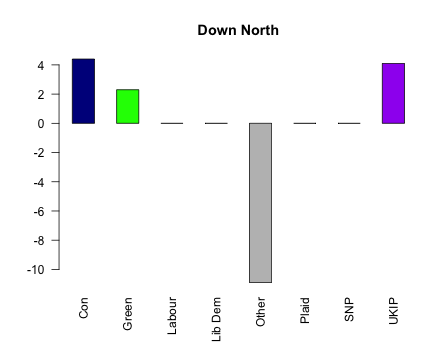 Down North
4
2
0
-2
-4
-6
-8
-10
Con
Green
Labour
Lib Dem
Other
Plaid
SNP
UKIP